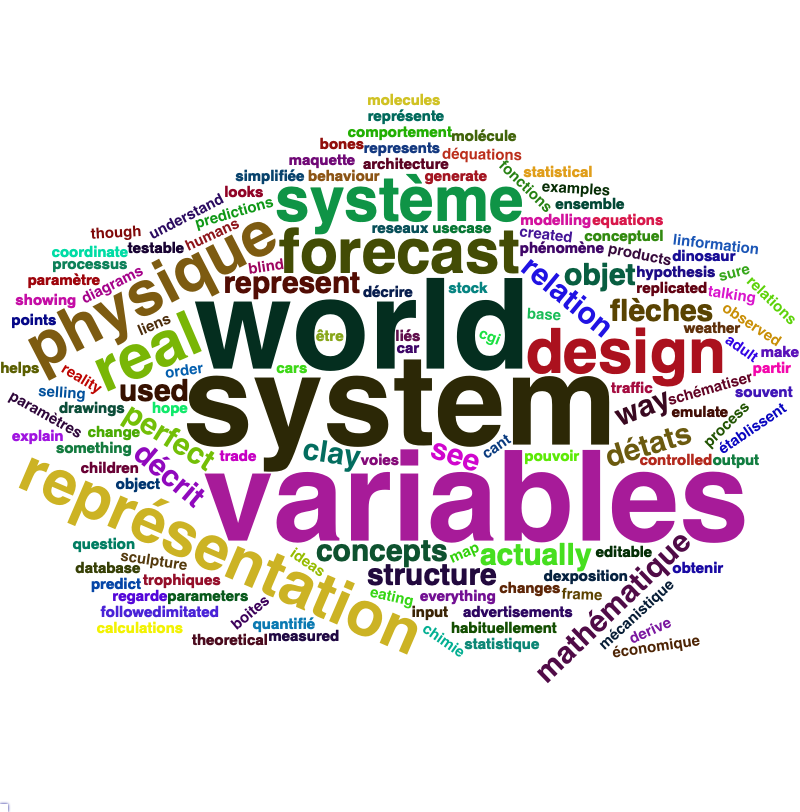 molecules
représente
comportement
molécule
bones
represents
déquations
maquette
architecture
fonctions
statistical
simplifiée
behaviour
generate
examples
looks
système
ensemble
understand
predictions
modelling
equations
though
humans
reseaux
usecase
created
conceptuel
linformation
testable
physique
forecast
phénomène
products
dinosaur
coordinate
processus
blind
relation
objet
hypothesis
sure
relations
paramètre
diagrams
represent
décrire
stock
replicated
talking
showing
world
flèches
observed
points
liens
real
être
liés
cgi
base
weather
car
design
adult
make
helps
reality
order
cars
partir
selling
used
system
traffic
schématiser
souvent
paramètres
drawings
hope
way
emulate
process
établissent
explain
change
perfect
détats
something
trade
clay
voies
see
cant
pouvoir
controlled
output
children
décrit
object
variables
représentation
question
concepts
map
actually
editable
mathématique
sculpture
ideas
database
structure
dexposition
obtenir
predict
trophiques
changes
frame
regarde
parameters
eating
everything
mécanistique
followed
imitated
boites
input
advertisements
calculations
quantifié
habituellement
derive
theoretical
measured
chimie
statistique
économique